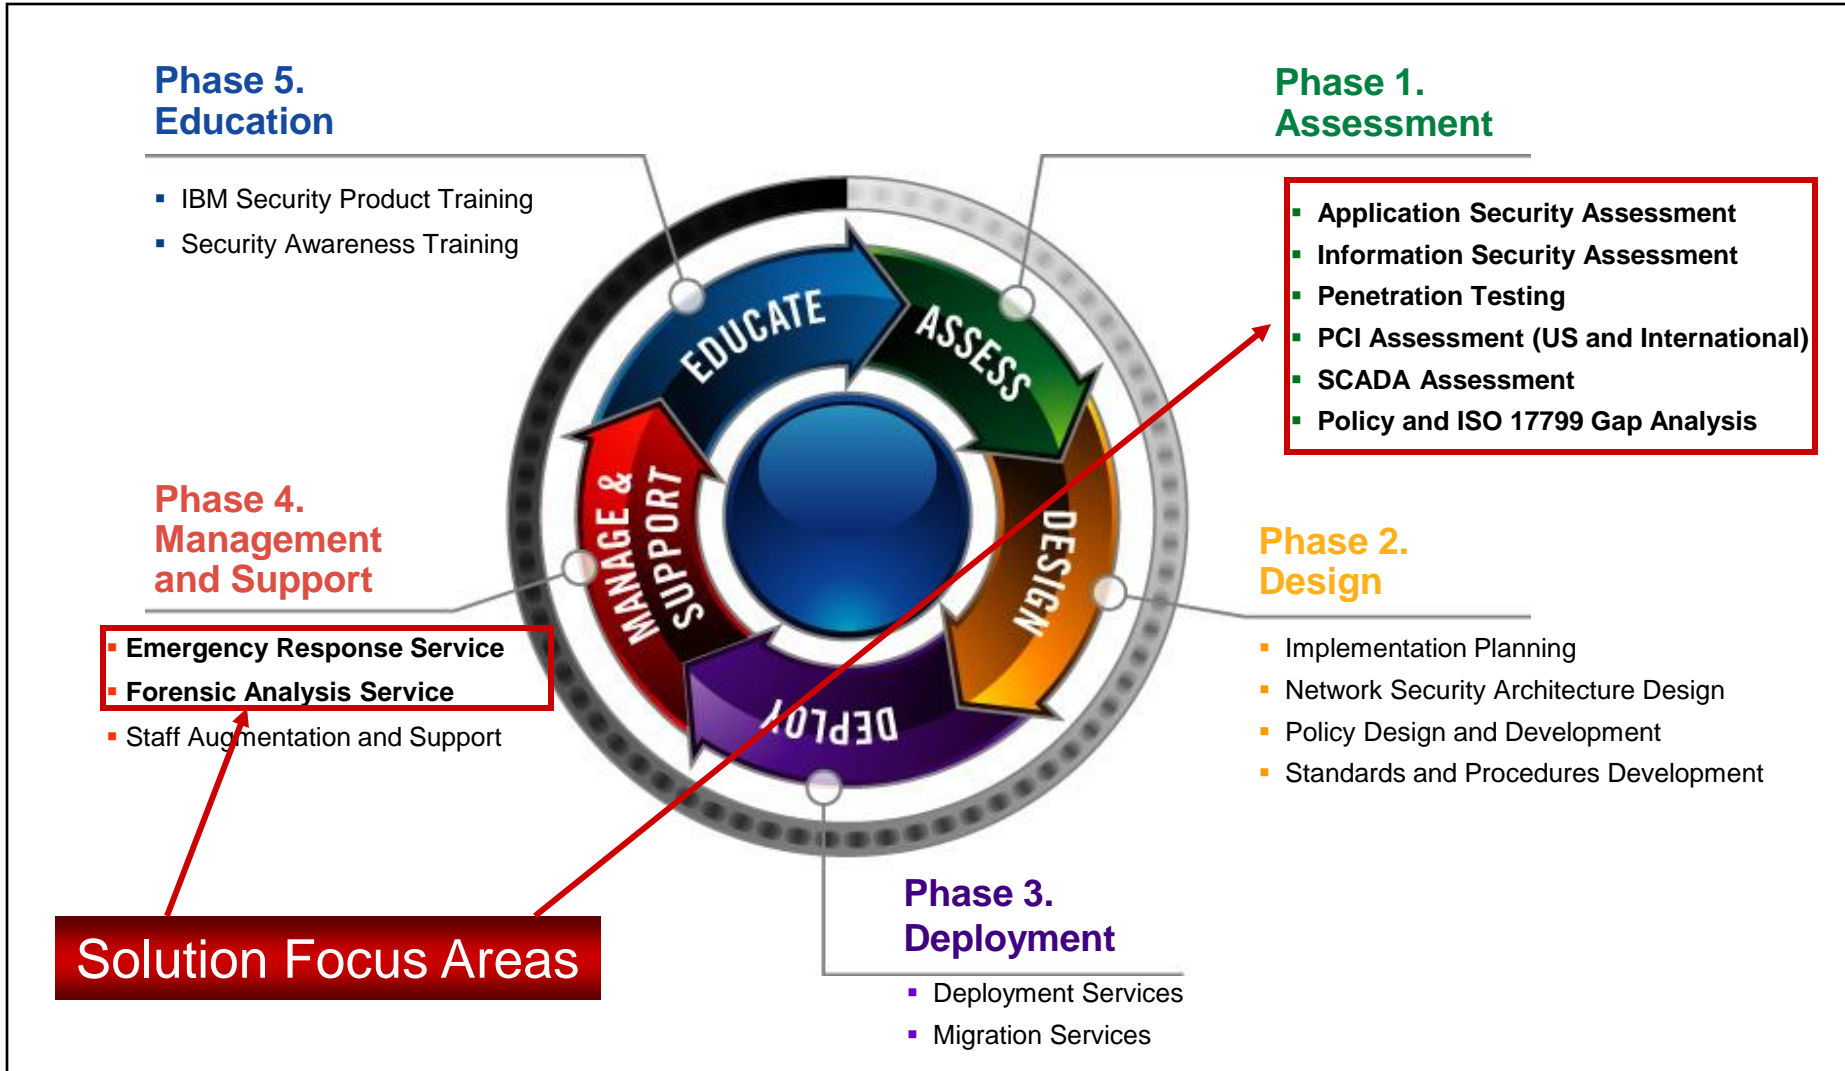 Phase 5.
Education
▪ IBM Security Product Training
▪ Security Awareness Training
Phase 1.
Assessment
▪ Application Security Assessment
▪ Information Security Assessment
▪ Penetration Testing
▪ PCI Assessment (US and International)
▪ SCADA Assessment
▪ Policy and ISO 17799 Gap Analysis
EDUCATE
ASSESS
DESIGN
DEPLOY
MANAGE &
SUPPORT
Phase 4.
Management
and Support
▪ Emergency Response Service
▪ Forensic Analysis Service
▪ Staff Augmentation and Support
Phase 2.
Design
▪ Implementation Planning
▪ Network Security Architecture Design
▪ Policy Design and Development
▪ Standards and Procedures Development
Phase 3.
Deployment
▪ Deployment Services
▪ Migration Services
Solution Focus Areas